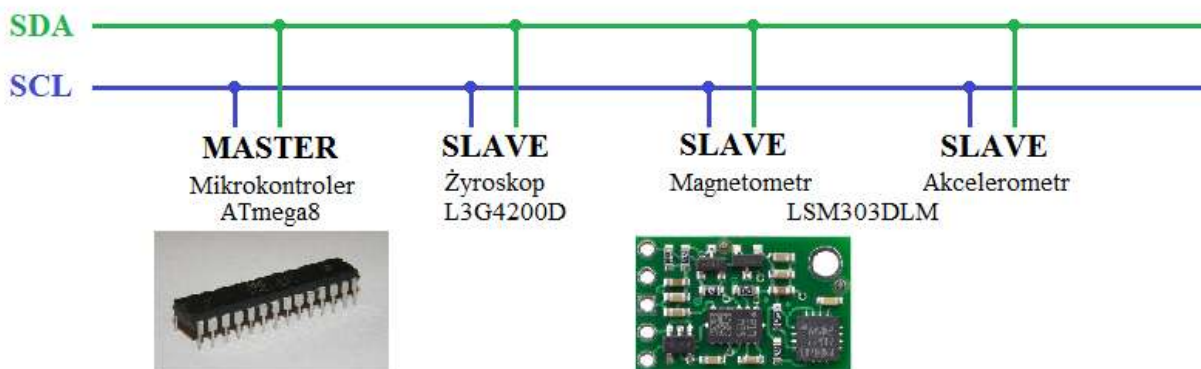 SDA
SCL
MASTER
Mikrokontroler
ATmega8
SLAVE
Żyroskop
L3G4200D
SLAVE
Magnetometr
SLAVE
Akcelerometr
LSM303DLM